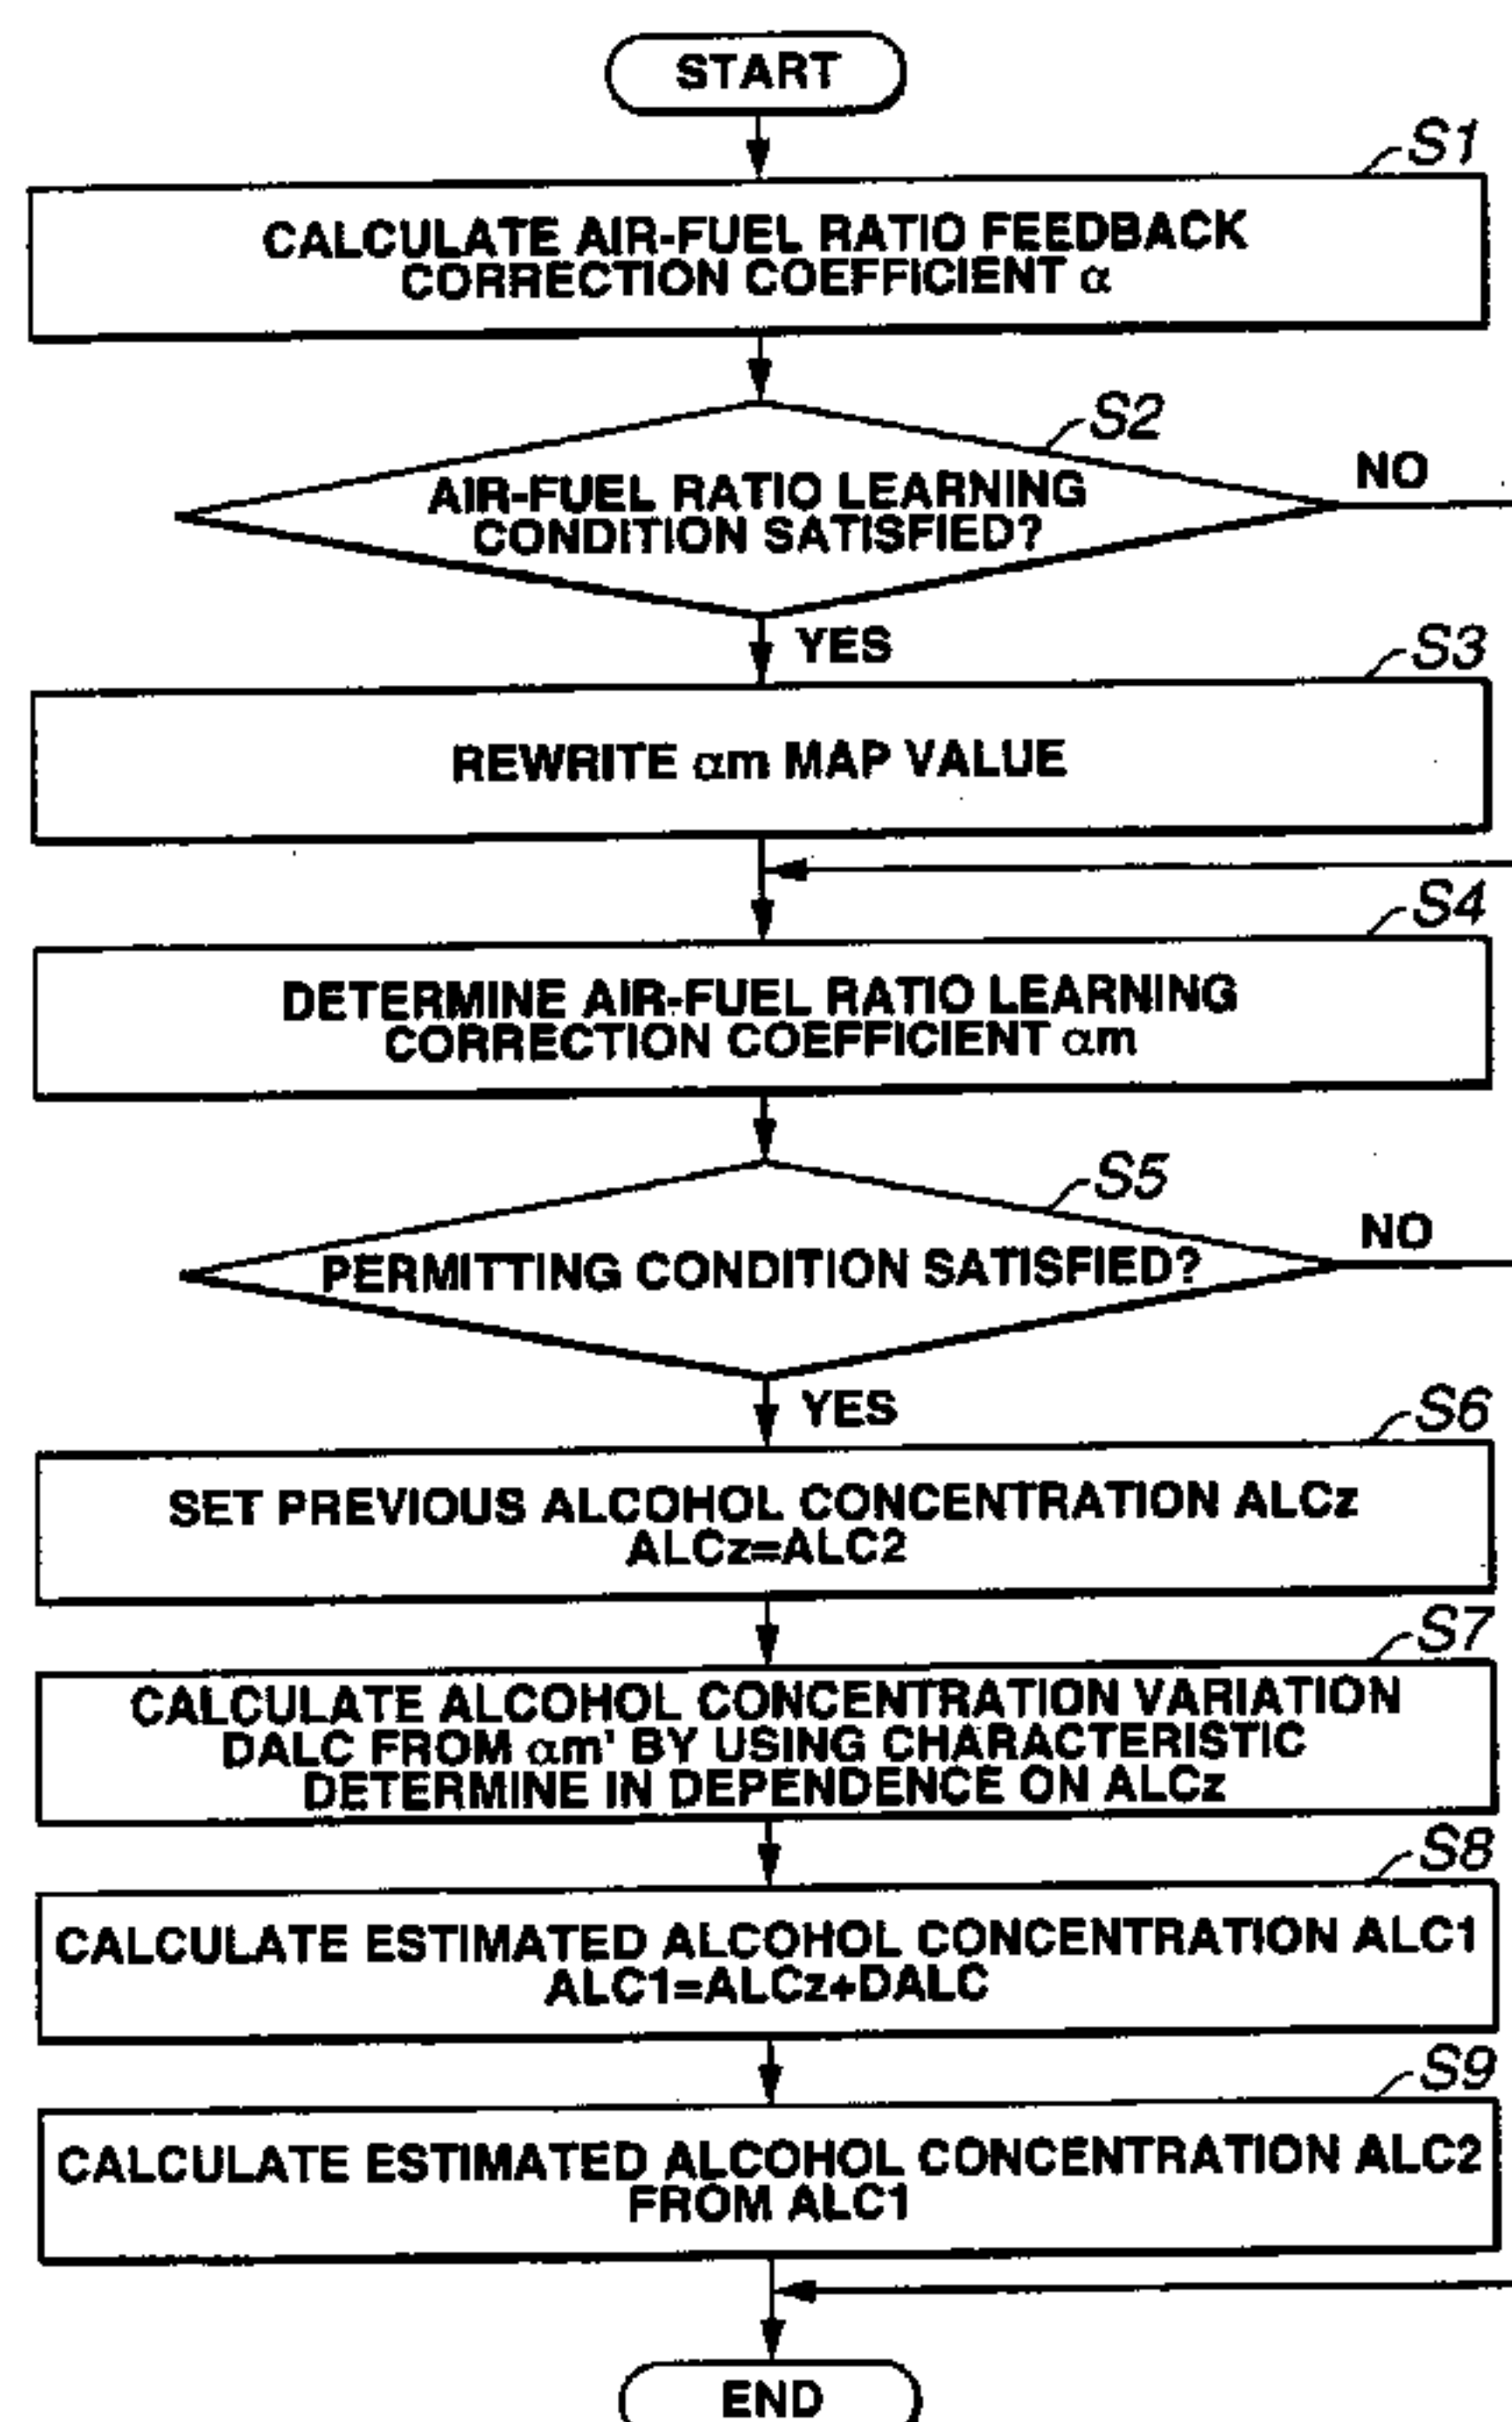 START
S1
CALCULATE AIR-FUEL RATIO FEEDBACK
CORRECTION COEFFICIENT α
S2
AIR-FUEL RATIO LEARNING
CONDITION SATISFIED?
NO
YES
S3
REWRITE αm MAP VALUE
S4
DETERMINE AIR-FUEL RATIO LEARNING
CORRECTION COEFFICIENT αm
S5
PERMITTING CONDITION SATISFIED?
NO
YES
S6
SET PREVIOUS ALCOHOL CONCENTRATION ALCz
ALCz=ALC2
S7
CALCULATE ALCOHOL CONCENTRATION VARIATION
DALC FROM αm' BY USING CHARACTERISTIC
DETERMINE IN DEPENDENCE ON ALCz
S8
CALCULATE ESTIMATED ALCOHOL CONCENTRATION ALC1
ALC1=ALCz+DALC
S9
CALCULATE ESTIMATED ALCOHOL CONCENTRATION ALC2
FROM ALC1
END